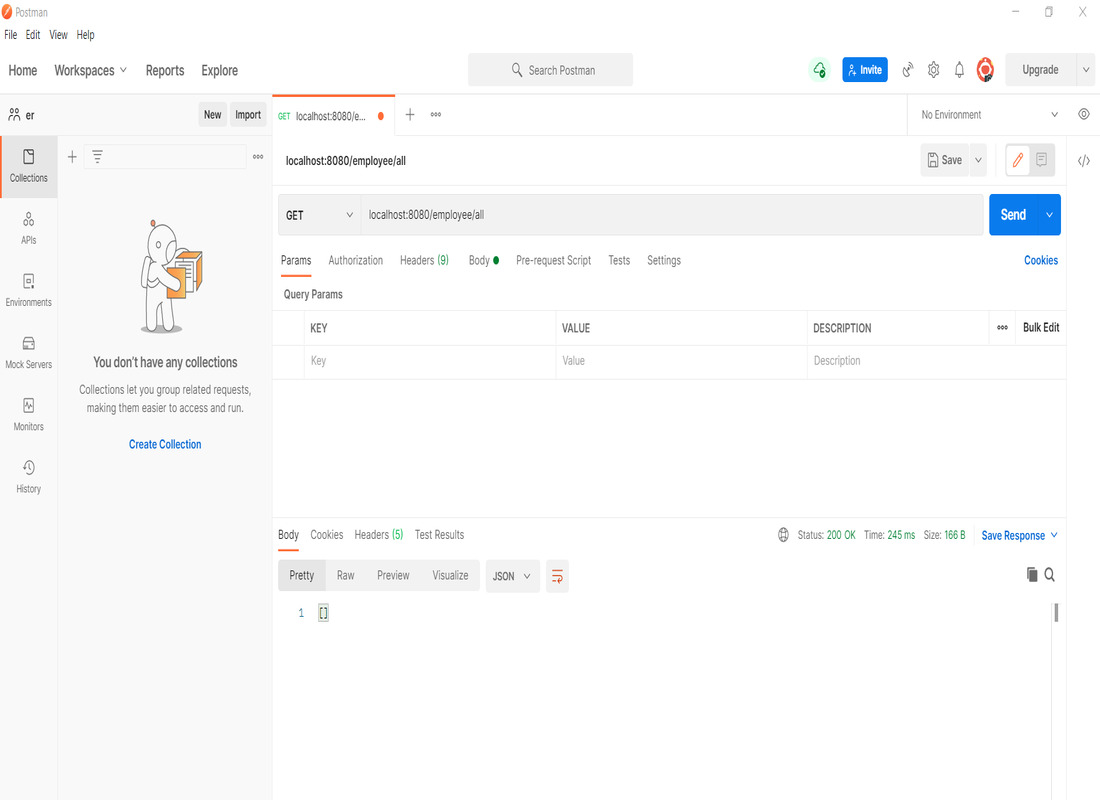 Postman
File Edit View Help
Home Workspaces Reports Explore
Search Postman
Invite
Upgrade
er
New Import
GET localhost:8080/e...
No Environment
Collections
APIs
Environments
Mock Servers
Monitors
History
You don't have any collections
Collections let you group related requests,
making them easier to access and run.
Create Collection
localhost:8080/employee/all
Save
GET localhost:8080/employee/all
Send
Params Authorization Headers (9) Body Pre-request Script Tests Settings Cookies
Query Params
KEY VALUE DESCRIPTION Bulk Edit
Key Value Description
Body Cookies Headers (5) Test Results
Status: 200 OK Time: 245 ms Size: 166 B Save Response
Pretty Raw Preview Visualize JSON
1 []